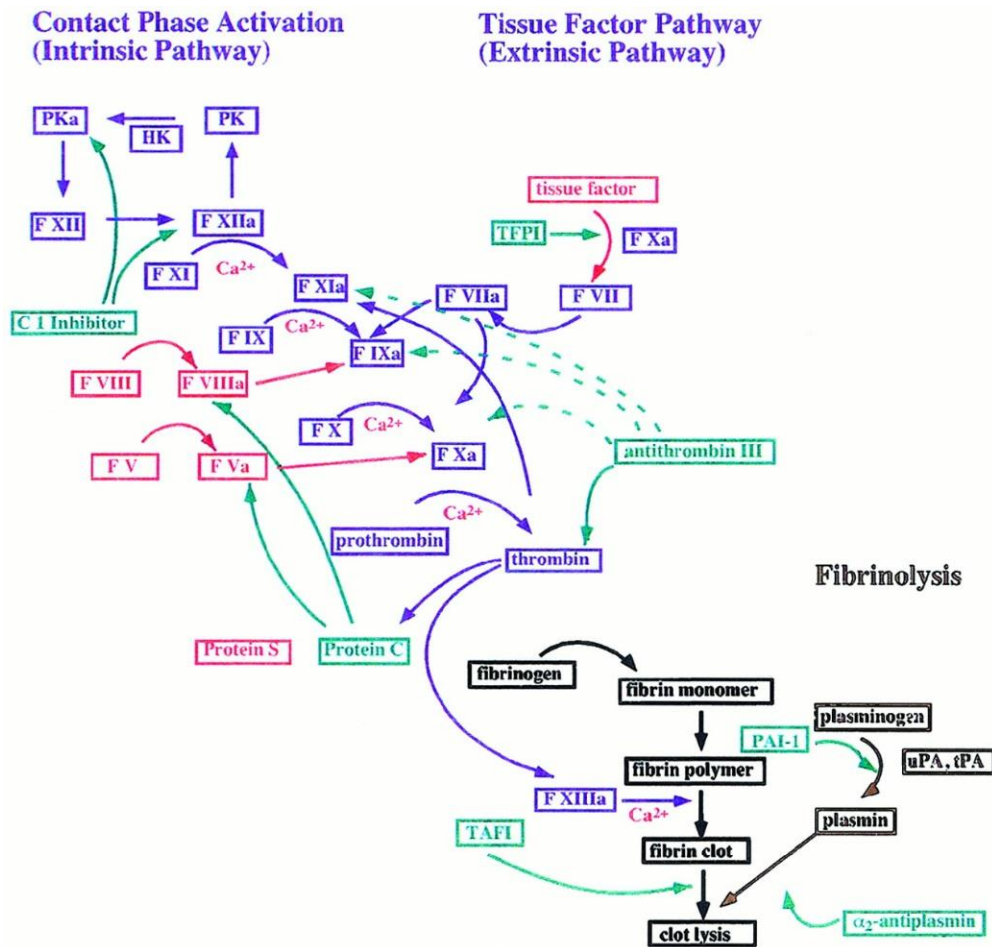 Contact Phase Activation
(Intrinsic Pathway)
Tissue Factor Pathway
(Extrinsic Pathway)
PKa
HK
PK
tissue factor
F XII
F XIIa
TFPI
F Xa
F XI
Ca²⁺
F XIa
F VIIa
F VII
C 1 Inhibitor
F IX
Ca²⁺
F IXa
F VIII
F VIIIa
F X
Ca²⁺
F Xa
antithrombin III
F V
F Va
Ca²⁺
prothrombin
thrombin
Fibrinolysis
Protein S
Protein C
fibrinogen
fibrin monomer
plasminogen
PAI-1
uPA, tPA
fibrin polymer
F XIIIa
Ca²⁺
plasmin
TAFI
fibrin clot
α₂-antiplasmin
clot lysis